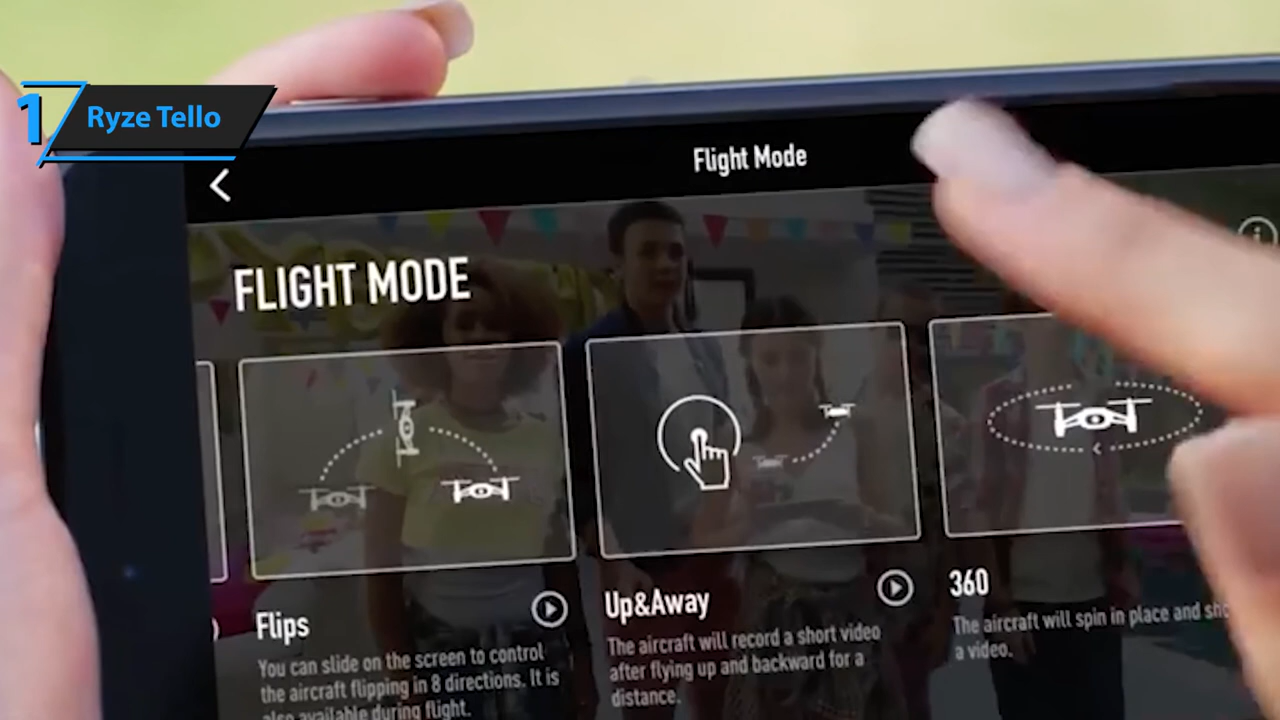 1 Ryze Tello
Flight Mode
FLIGHT MODE
Flips
You can slide on the screen to control
the aircraft flipping in 8 directions. It is
also available during flight.
Up&Away
The aircraft will record a short video
after flying up and backward for a
distance.
360
The aircraft will spin in place and
a video.